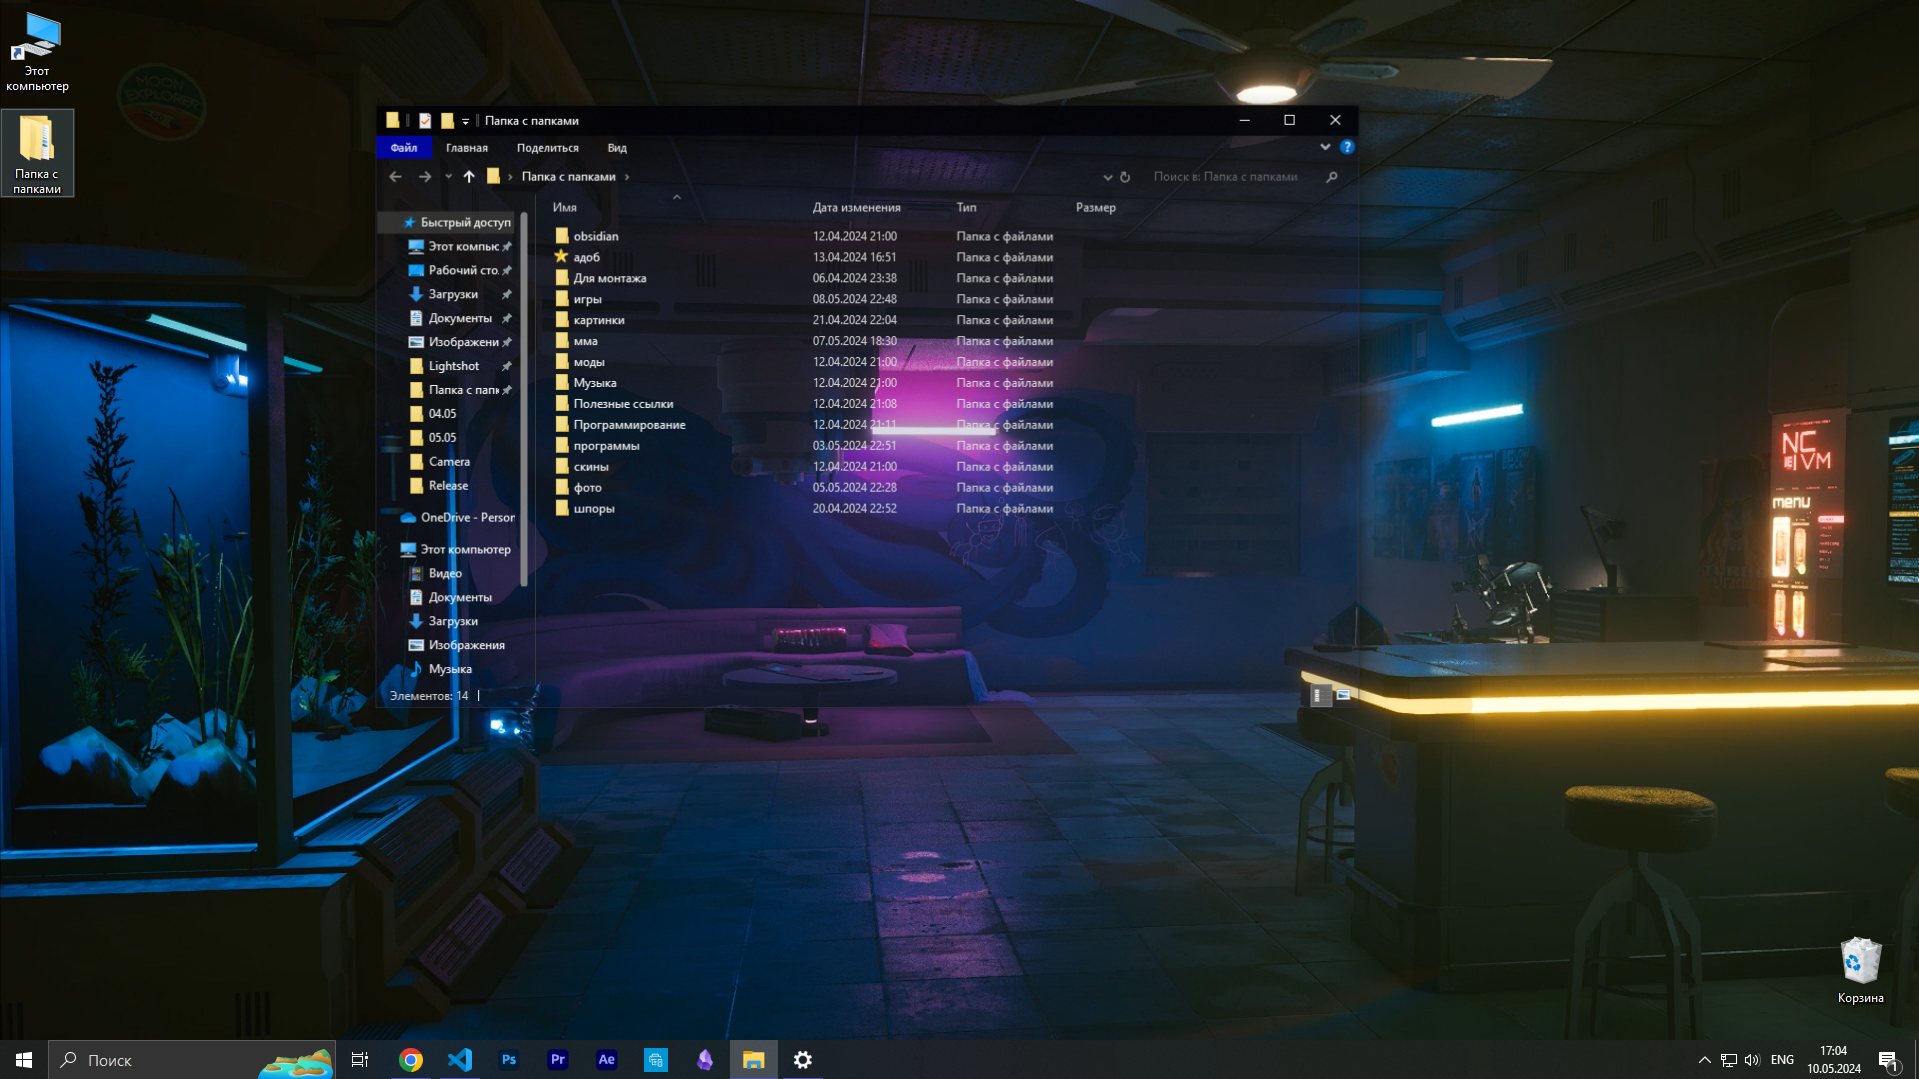 Этот
компьютер
Папка с
папками
MOON
EXPLORER
Папка с папками
Файл Главная Поделиться Вид
Папка с папками
Поиск в: Папка с папками
Имя Дата изменения Тип Размер
Быстрый доступ
Этот компьк
Рабочий сто
Загрузки
Документы
Изображени
Lightshot
Папка с папк
04.05
05.05
Camera
Release
OneDrive - Person
Этот компьютер
Видео
Документы
Загрузки
Изображения
Музыка
obsidian 12.04.2024 21:00 Папка с файлами
адоб 13.04.2024 16:51 Папка с файлами
Для монтажа 06.04.2024 23:38 Папка с файлами
игры 08.05.2024 22:48 Папка с файлами
картинки 21.04.2024 22:04 Папка с файлами
мма 07.05.2024 18:30 Папка с файлами
моды 12.04.2024 21:00 Папка с файлами
Музыка 12.04.2024 21:00 Папка с файлами
Полезные ссылки 12.04.2024 21:08 Папка с файлами
Программирование 12.04.2024 21:11 Папка с файлами
программы 03.05.2024 22:51 Папка с файлами
скины 12.04.2024 21:00 Папка с файлами
фото 05.05.2024 22:28 Папка с файлами
шпоры 20.04.2024 22:52 Папка с файлами
Элементов: 14
menu
Корзина
Поиск
Ps
Pr
Ae
ENG
17:04
10.05.2024
1